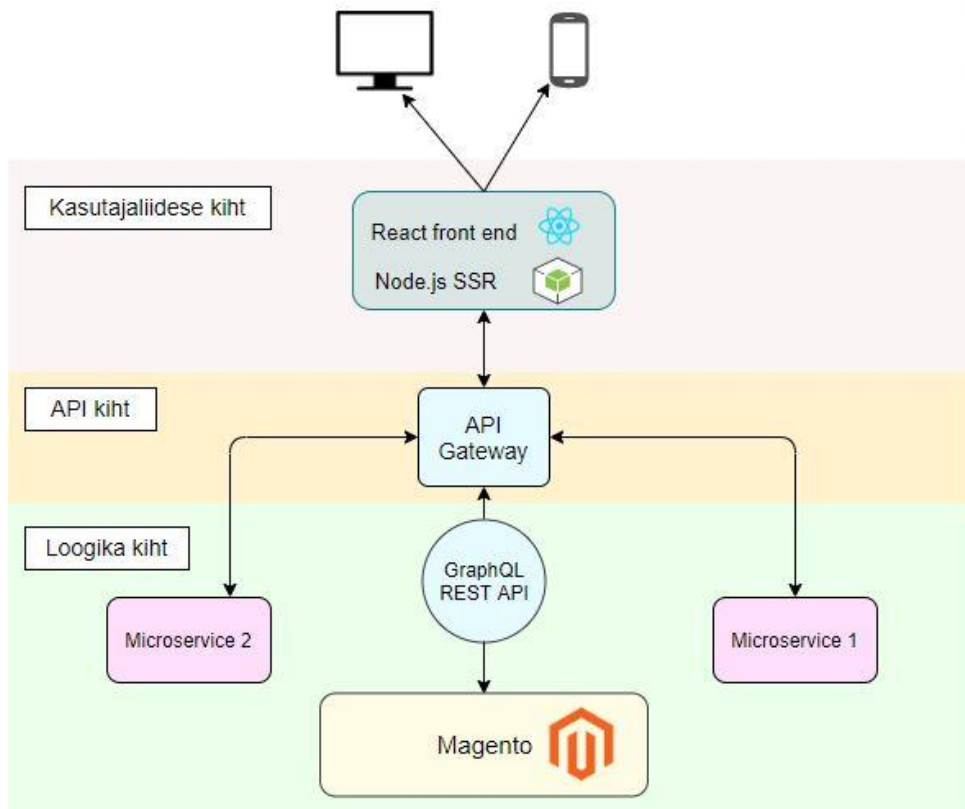 Kasutajaliidese kiht
React front end
Node.js SSR
API kiht
API
Gateway
Loogika kiht
GraphQL
REST API
Microservice 2
Microservice 1
Magento